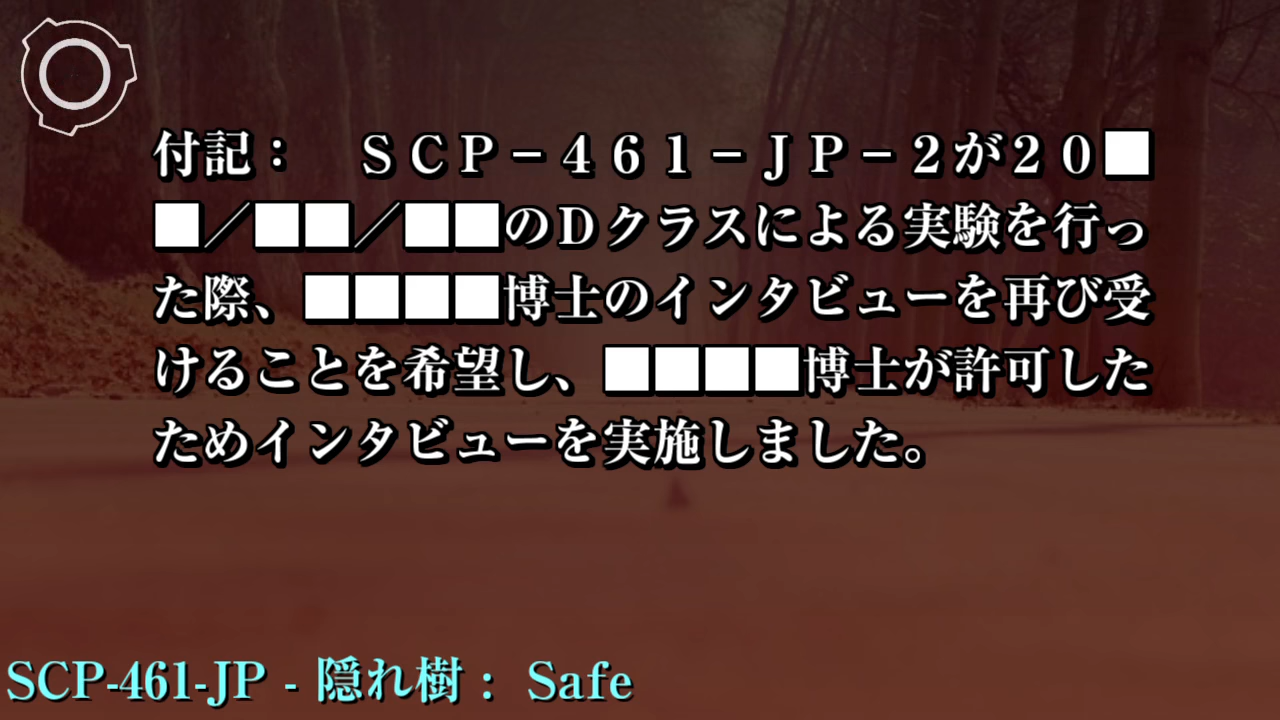 付記：　ＳＣＰ－４６１－ＪＰ－２が２０■
■／■■／■■のＤクラスによる実験を行っ
た際、■■■■博士のインタビューを再び受
けることを希望し、■■■■博士が許可した
ためインタビューを実施しました。
SCP-461-JP - 隠れ樹： Safe